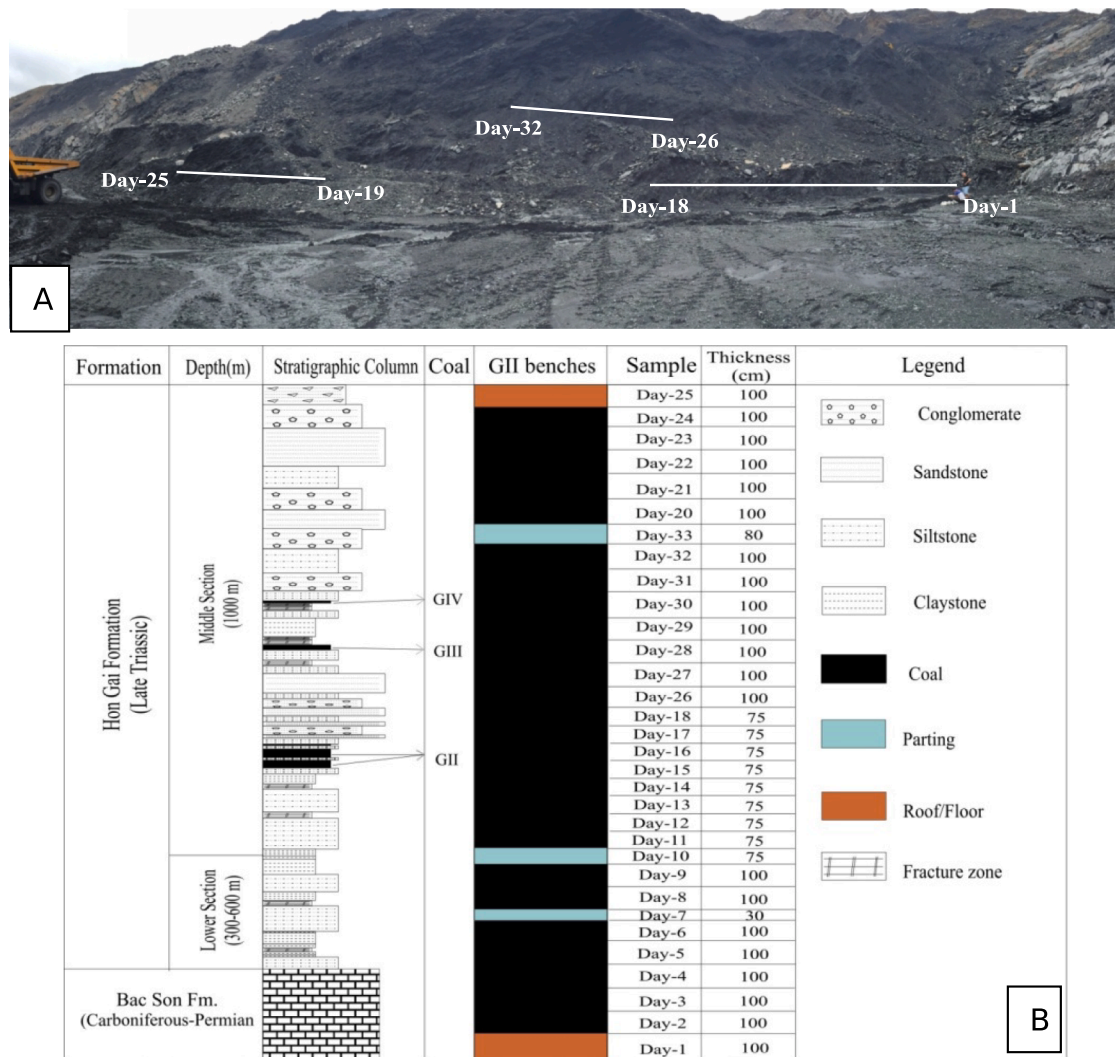 Day-32
Day-26
Day-25
Day-19
Day-18
Day-1
A
Formation
Depth(m)
Stratigraphic Column
Coal
GII benches
Sample
Thickness
(cm)
Legend
Hon Gai Formation
(Late Triassic)
Middle Section
(1000 m)
Lower Section
(300-600 m)
Bac Son Fm.
(Carboniferous-Permian
GIV
GIII
GII
Day-25 100
Day-24 100
Day-23 100
Day-22 100
Day-21 100
Day-20 100
Day-33 80
Day-32 100
Day-31 100
Day-30 100
Day-29 100
Day-28 100
Day-27 100
Day-26 100
Day-18 75
Day-17 75
Day-16 75
Day-15 75
Day-14 75
Day-13 75
Day-12 75
Day-11 75
Day-10 75
Day-9 100
Day-8 100
Day-7 30
Day-6 100
Day-5 100
Day-4 100
Day-3 100
Day-2 100
Day-1 100
Conglomerate
Sandstone
Siltstone
Claystone
Coal
Parting
Roof/Floor
Fracture zone
B